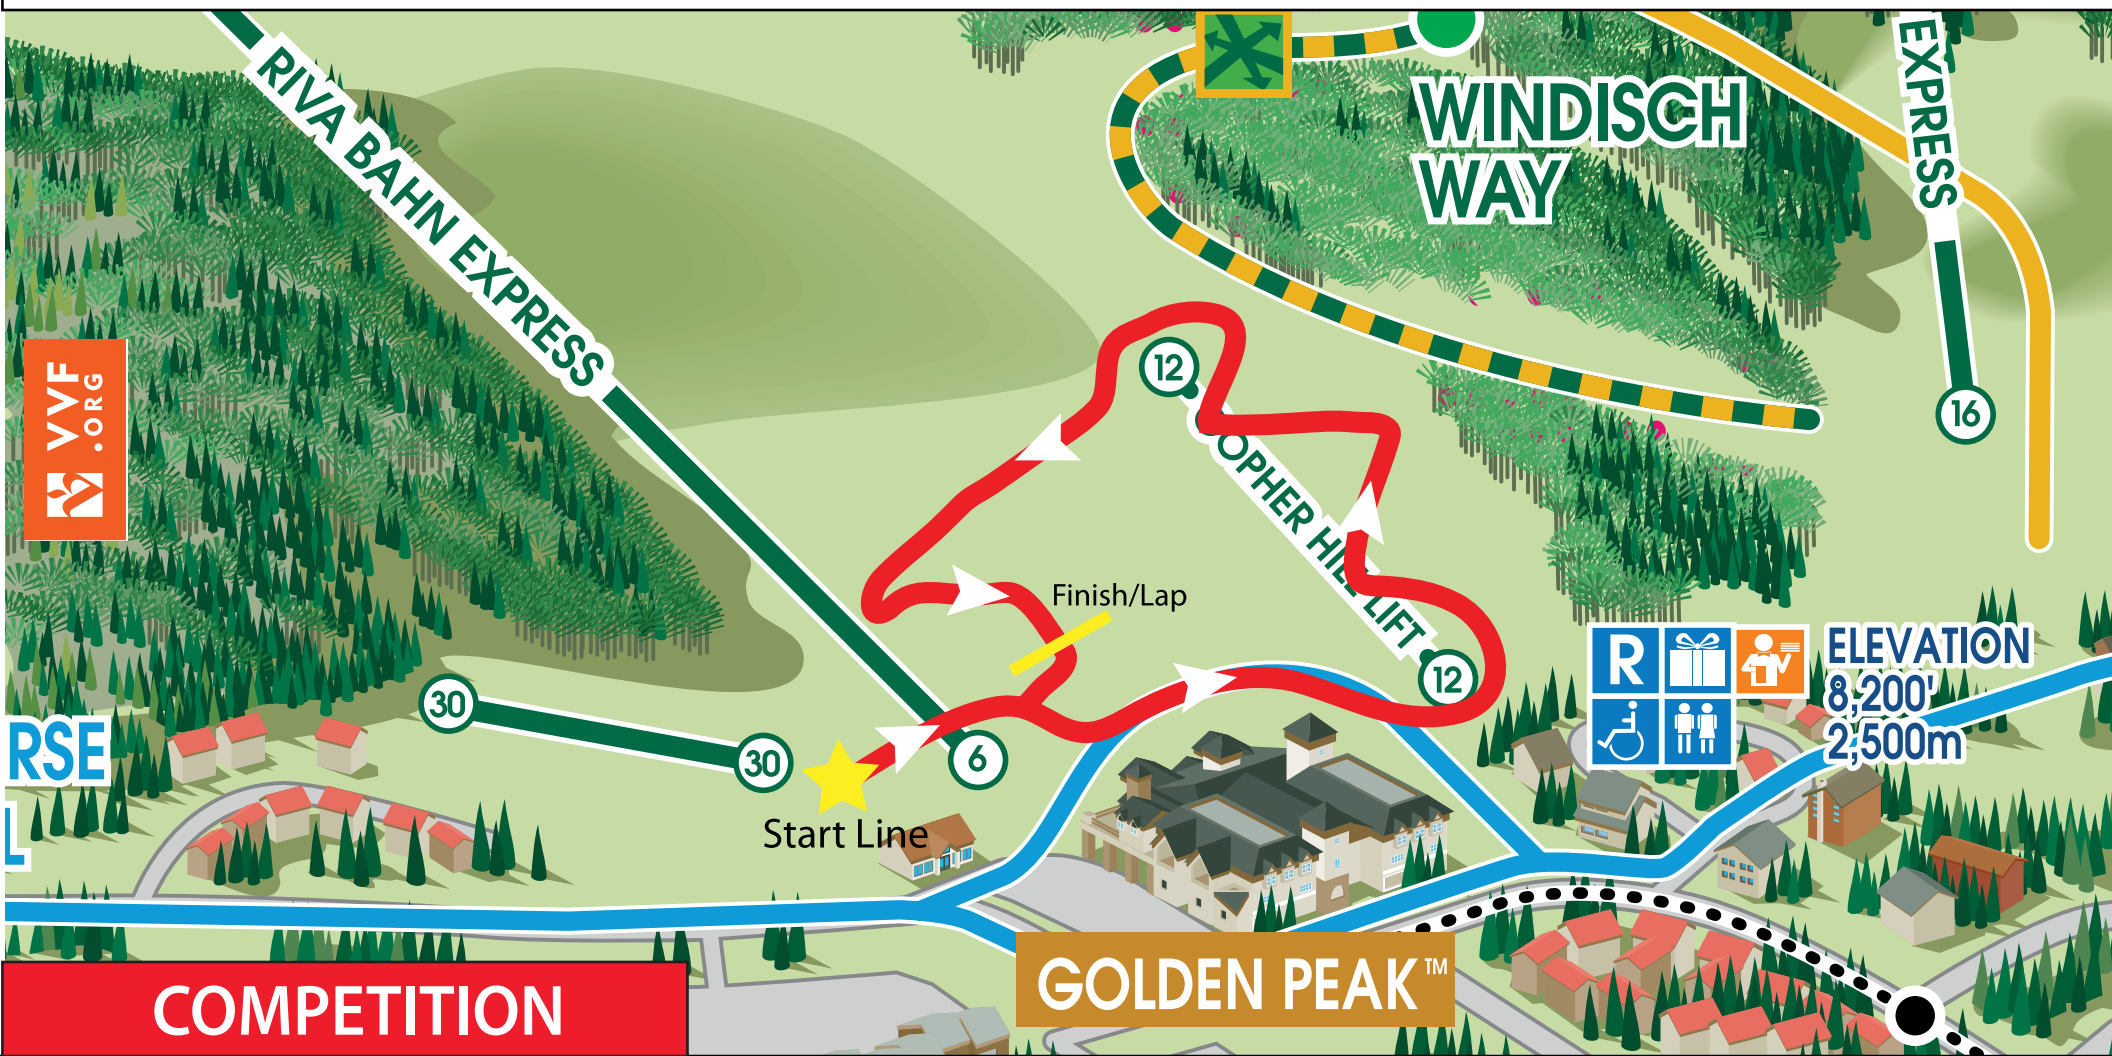 RIVA BAHN EXPRESS
WINDISCH
WAY
EXPRESS
16
VVF
.ORG
12
OPHER HILL LIFT
12
Finish/Lap
30
30
6
Start Line
R
ELEVATION
8,200'
2,500m
RSE
L
GOLDEN PEAK™
COMPETITION